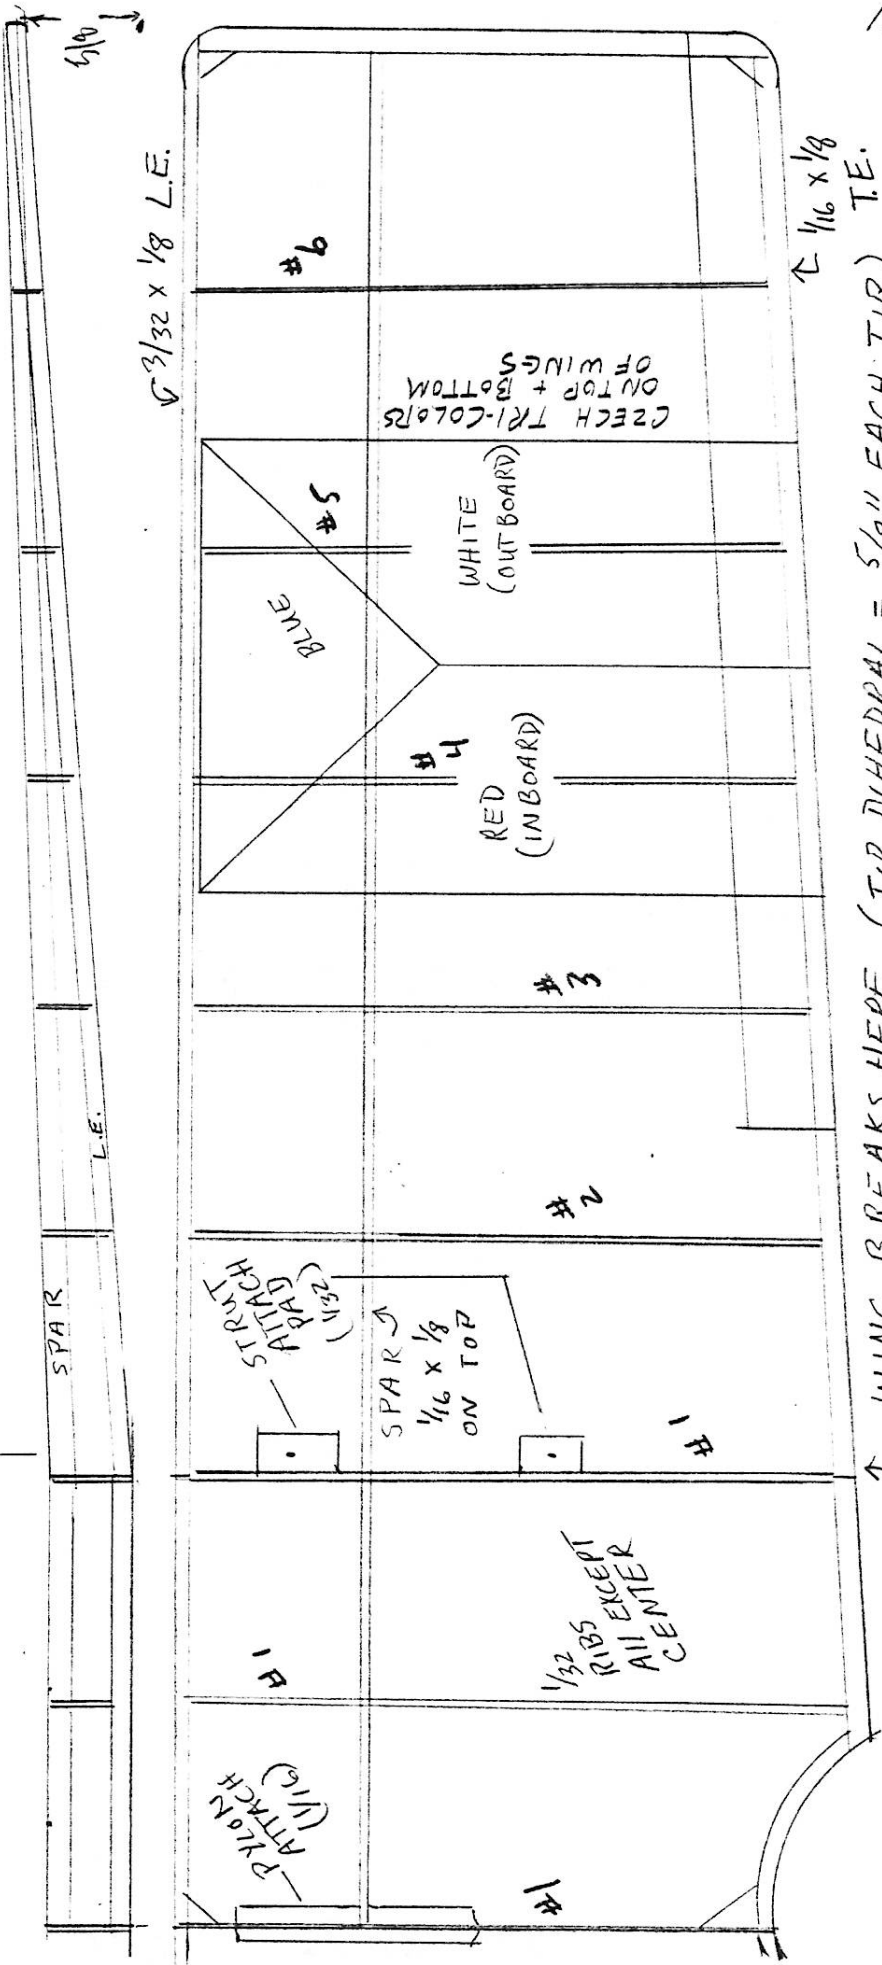 5/8
3/32 x 1/8 L.E.
SPAR
L.E.
#6
1/16 x 1/8
T.E.
CZECH TRI-COLORS
ON TOP + BOTTOM
OF WINGS
#5
BLUE
WHITE
(OUTBOARD)
#4
RED
(INBOARD)
#3
#2
STRUT
ATTACH
PAD
(1/32)
SPAR
1/16 x 1/8
ON TOP
#1
WING BREAKS HERE (TIP DIHEDRAL = 5/8" EACH TIP)
#1
1/32
RIBS
All EXCEPT
CENTER
PYLON
ATTACH
(1/16)
#1